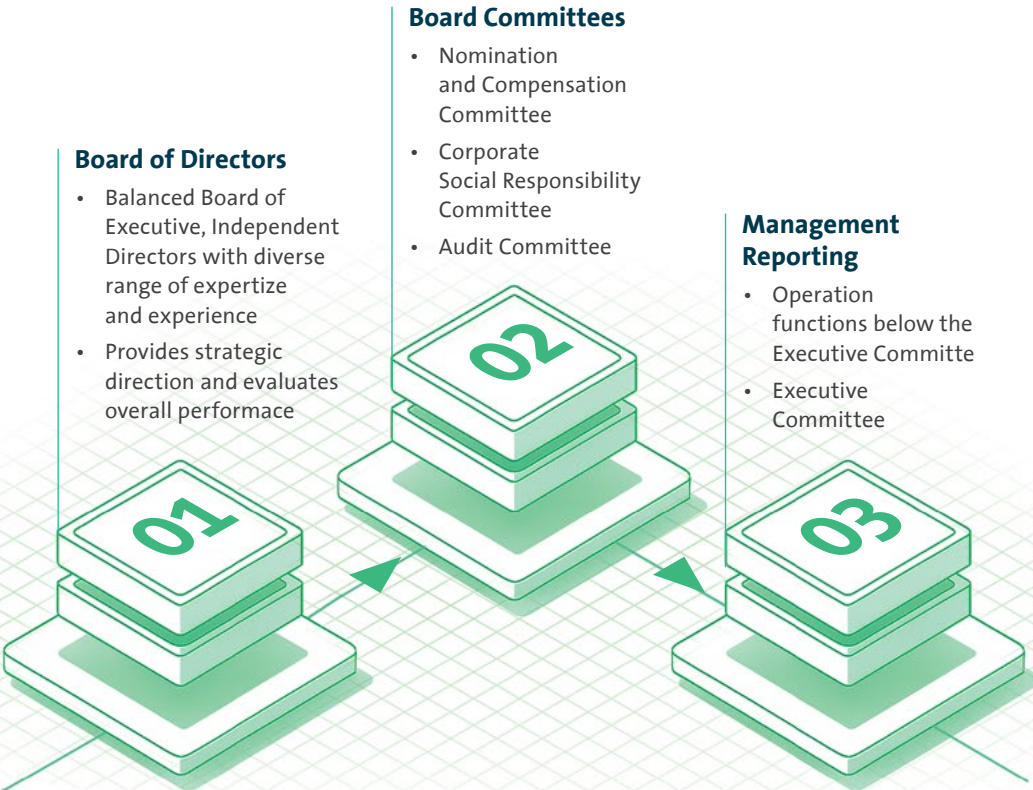 Board of Directors
• Balanced Board of
Executive, Independent
Directors with diverse
range of expertize
and experience
• Provides strategic
direction and evaluates
overall performace
01
Board Committees
• Nomination
and Compensation
Committee
• Corporate
Social Responsibility
Committee
• Audit Committee
02
Management
Reporting
• Operation
functions below the
Executive Committe
• Executive
Committee
03